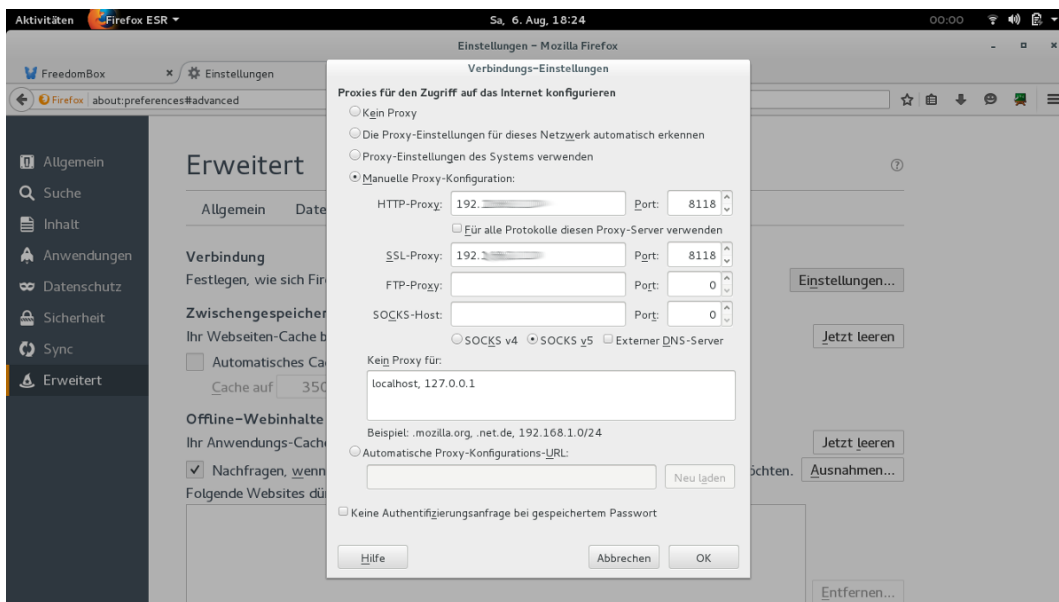 Aktivitäten Firefox ESR Sa, 6. Aug, 18:24 00:00
Einstellungen – Mozilla Firefox
FreedomBox Einstellungen
Firefox about:preferences#advanced
Allgemein
Suche
Inhalt
Anwendungen
Datenschutz
Sicherheit
Sync
Erweitert
Erweitert
Allgemein Date
Verbindung
Festlegen, wie sich Fir
Einstellungen...
Zwischengespeicher
Ihr Webseiten-Cache b
Jetzt leeren
Automatisches Ca
Cache auf 350
Offline-Webinhalte
Ihr Anwendungs-Cach
Jetzt leeren
Nachfragen, wenn
öchten. Ausnahmen...
Folgende Websites dü
Entfernen...
Verbindungs-Einstellungen
Proxies für den Zugriff auf das Internet konfigurieren
Kein Proxy
Die Proxy-Einstellungen für dieses Netzwerk automatisch erkennen
Proxy-Einstellungen des Systems verwenden
Manuelle Proxy-Konfiguration:
HTTP-Proxy: 192. Port: 8118
Für alle Protokolle diesen Proxy-Server verwenden
SSL-Proxy: 192. Port: 8118
FTP-Proxy: Port: 0
SOCKS-Host: Port: 0
SOCKS v4 SOCKS v5 Externer DNS-Server
Kein Proxy für:
localhost, 127.0.0.1
Beispiel: .mozilla.org, .net.de, 192.168.1.0/24
Automatische Proxy-Konfigurations-URL:
Neu laden
Keine Authentifizierungsanfrage bei gespeichertem Passwort
Hilfe Abbrechen OK